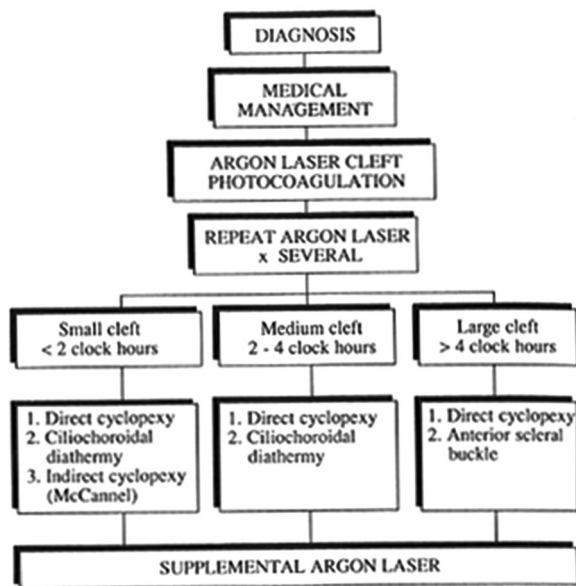 DIAGNOSIS
MEDICAL
MANAGEMENT
ARGON LASER CLEFT
PHOTOCOAGULATION
REPEAT ARGON LASER
x SEVERAL
Small cleft
< 2 clock hours
Medium cleft
2 - 4 clock hours
Large cleft
> 4 clock hours
1. Direct cyclopexy
2. Ciliochoroidal
diathermy
3. Indirect cyclopexy
(McCannel)
1. Direct cyclopexy
2. Ciliochoroidal
diathermy
1. Direct cyclopexy
2. Anterior scleral
buckle
SUPPLEMENTAL ARGON LASER